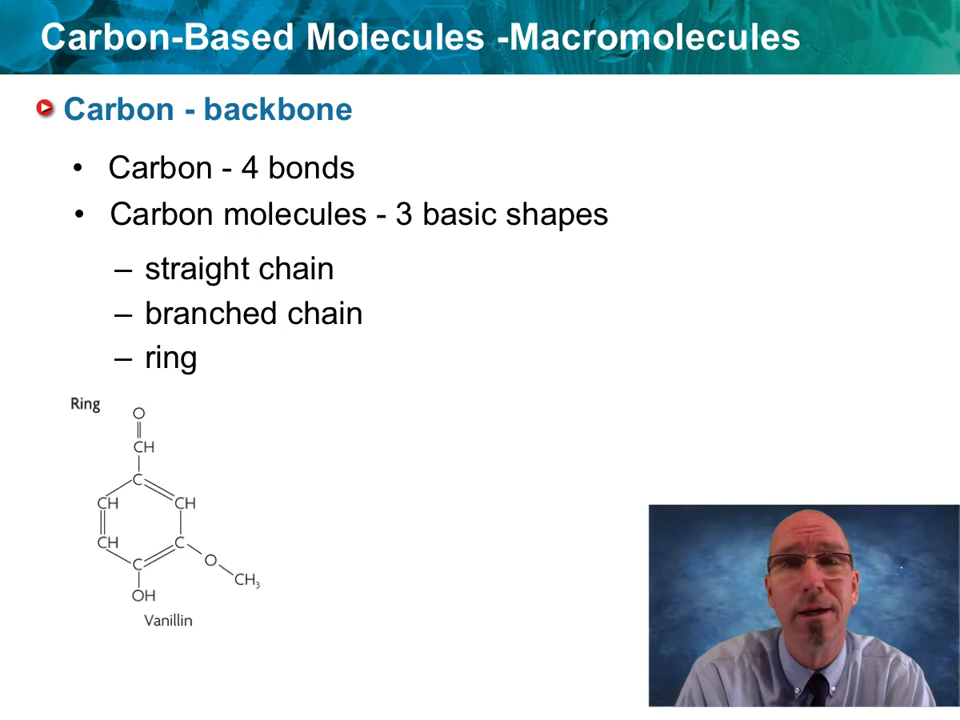 Carbon-Based Molecules -Macromolecules
Carbon - backbone
• Carbon - 4 bonds
• Carbon molecules - 3 basic shapes
– straight chain
– branched chain
– ring
Ring
O
CH
C
CH CH
CH C
C O
CH3
OH
Vanillin